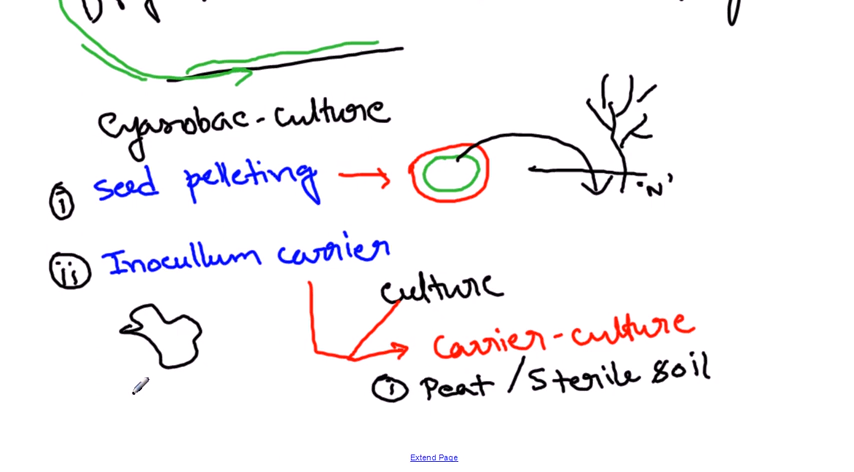 Cyanobac-culture
i Seed pelleting
"N"
ii Inocullum carrier
culture
Carrier-culture
i Peat / Sterile soil
Extend Page